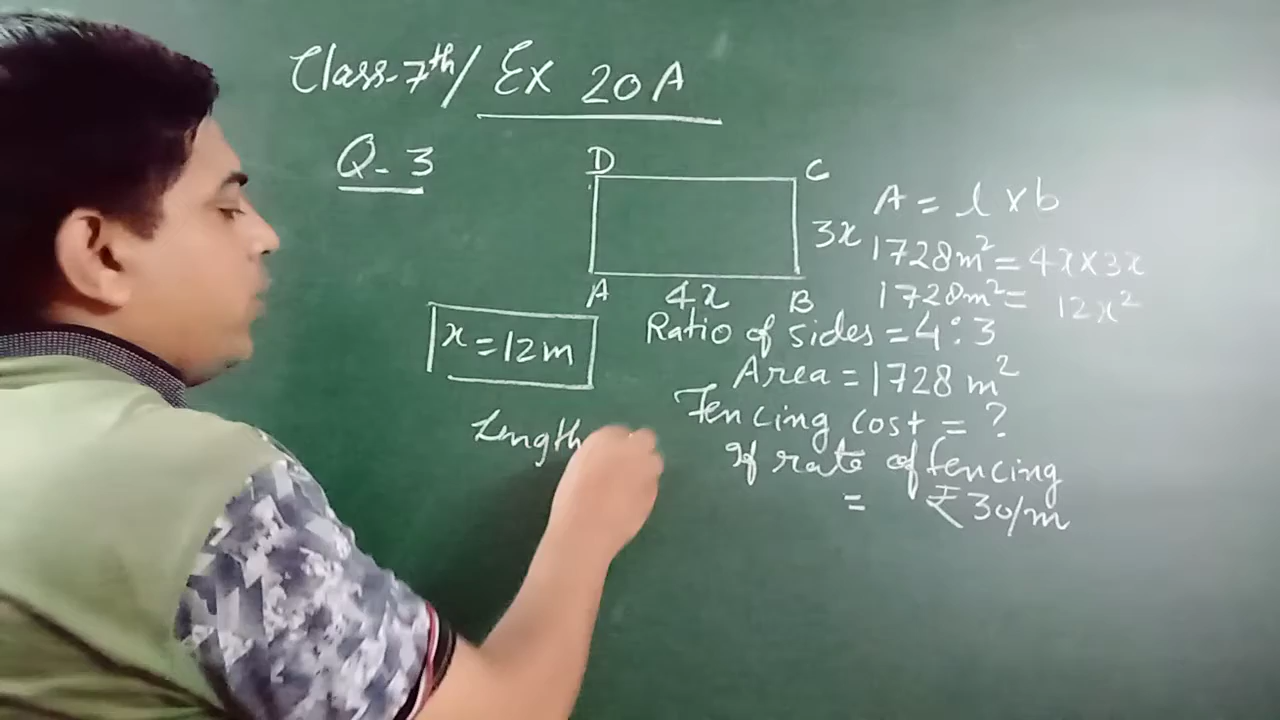 Class-7th/ Ex 20A
Q-3
D
C
3x
A
4x
B
A = l x b
1728m² = 4x x 3x
1728m² = 12x²
Ratio of sides = 4:3
Area = 1728 m²
Fencing cost = ?
If rate of fencing
= ₹30/m
x = 12m
Length